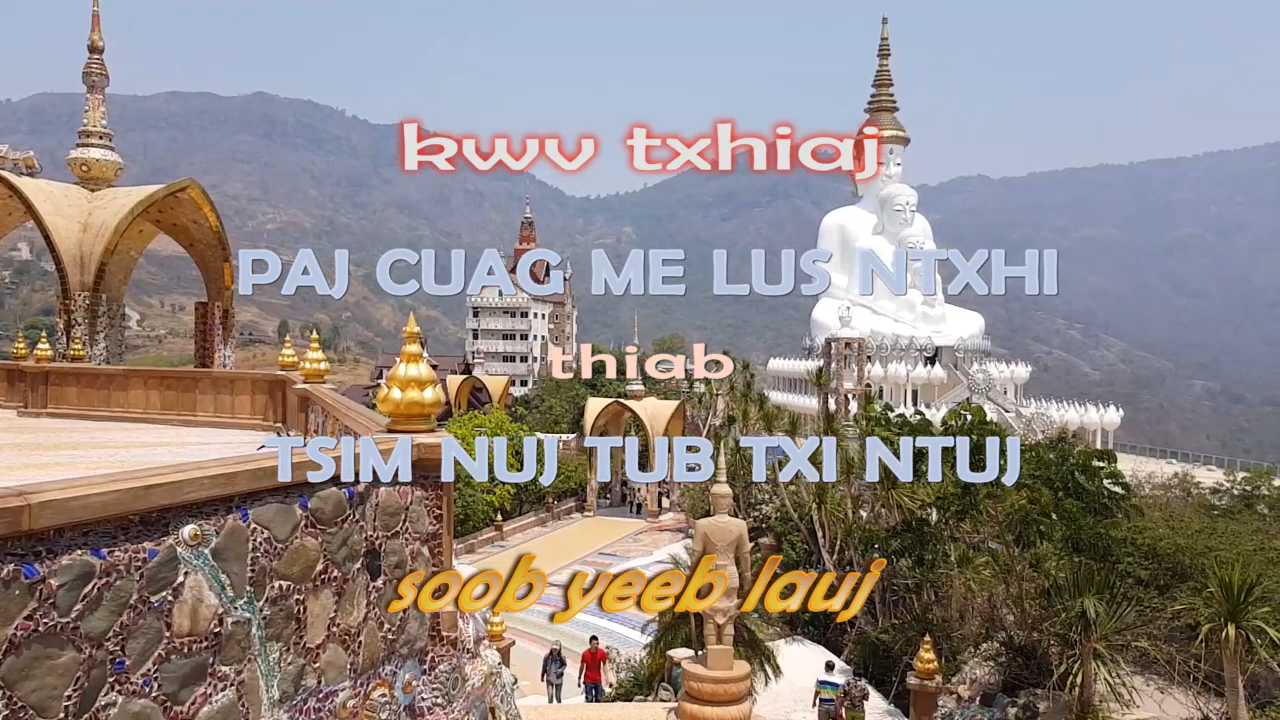 kwv txhiaj
PAJ CUAG ME LUS NTXHI
thiab
TSIM NUJ TUB TXI NTUJ
soob yeeb lauj